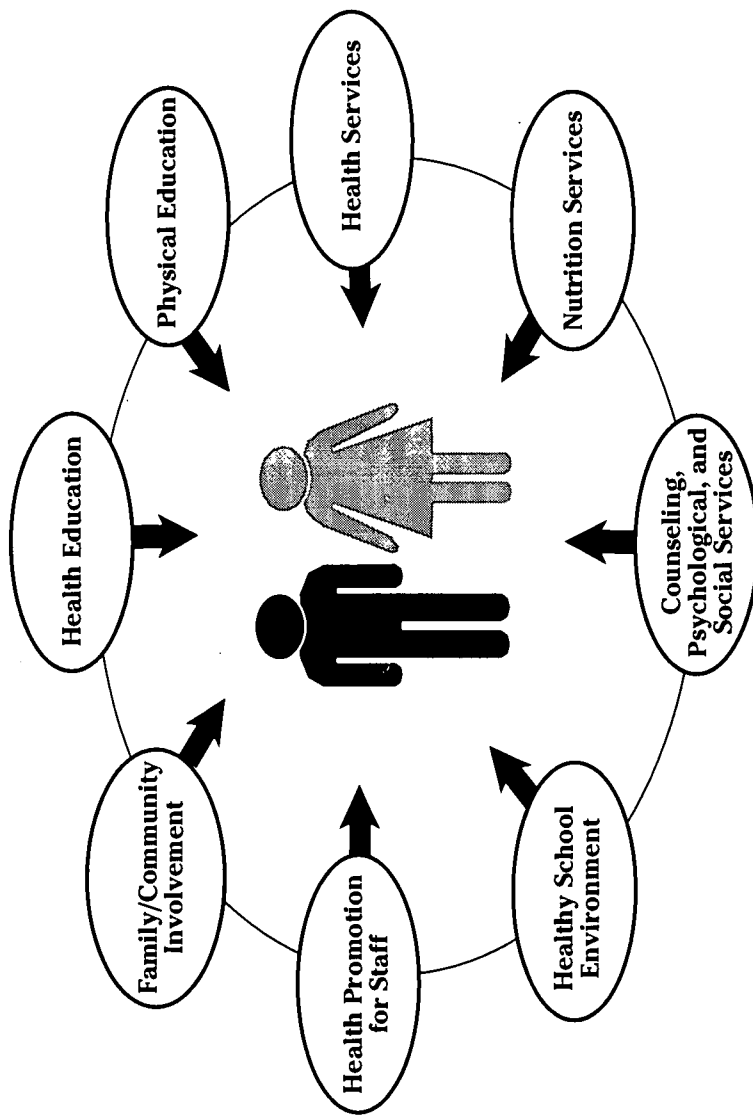 Health Education
Physical Education
Health Services
Nutrition Services
Counseling,
Psychological, and
Social Services
Healthy School
Environment
Health Promotion
for Staff
Family/Community
Involvement